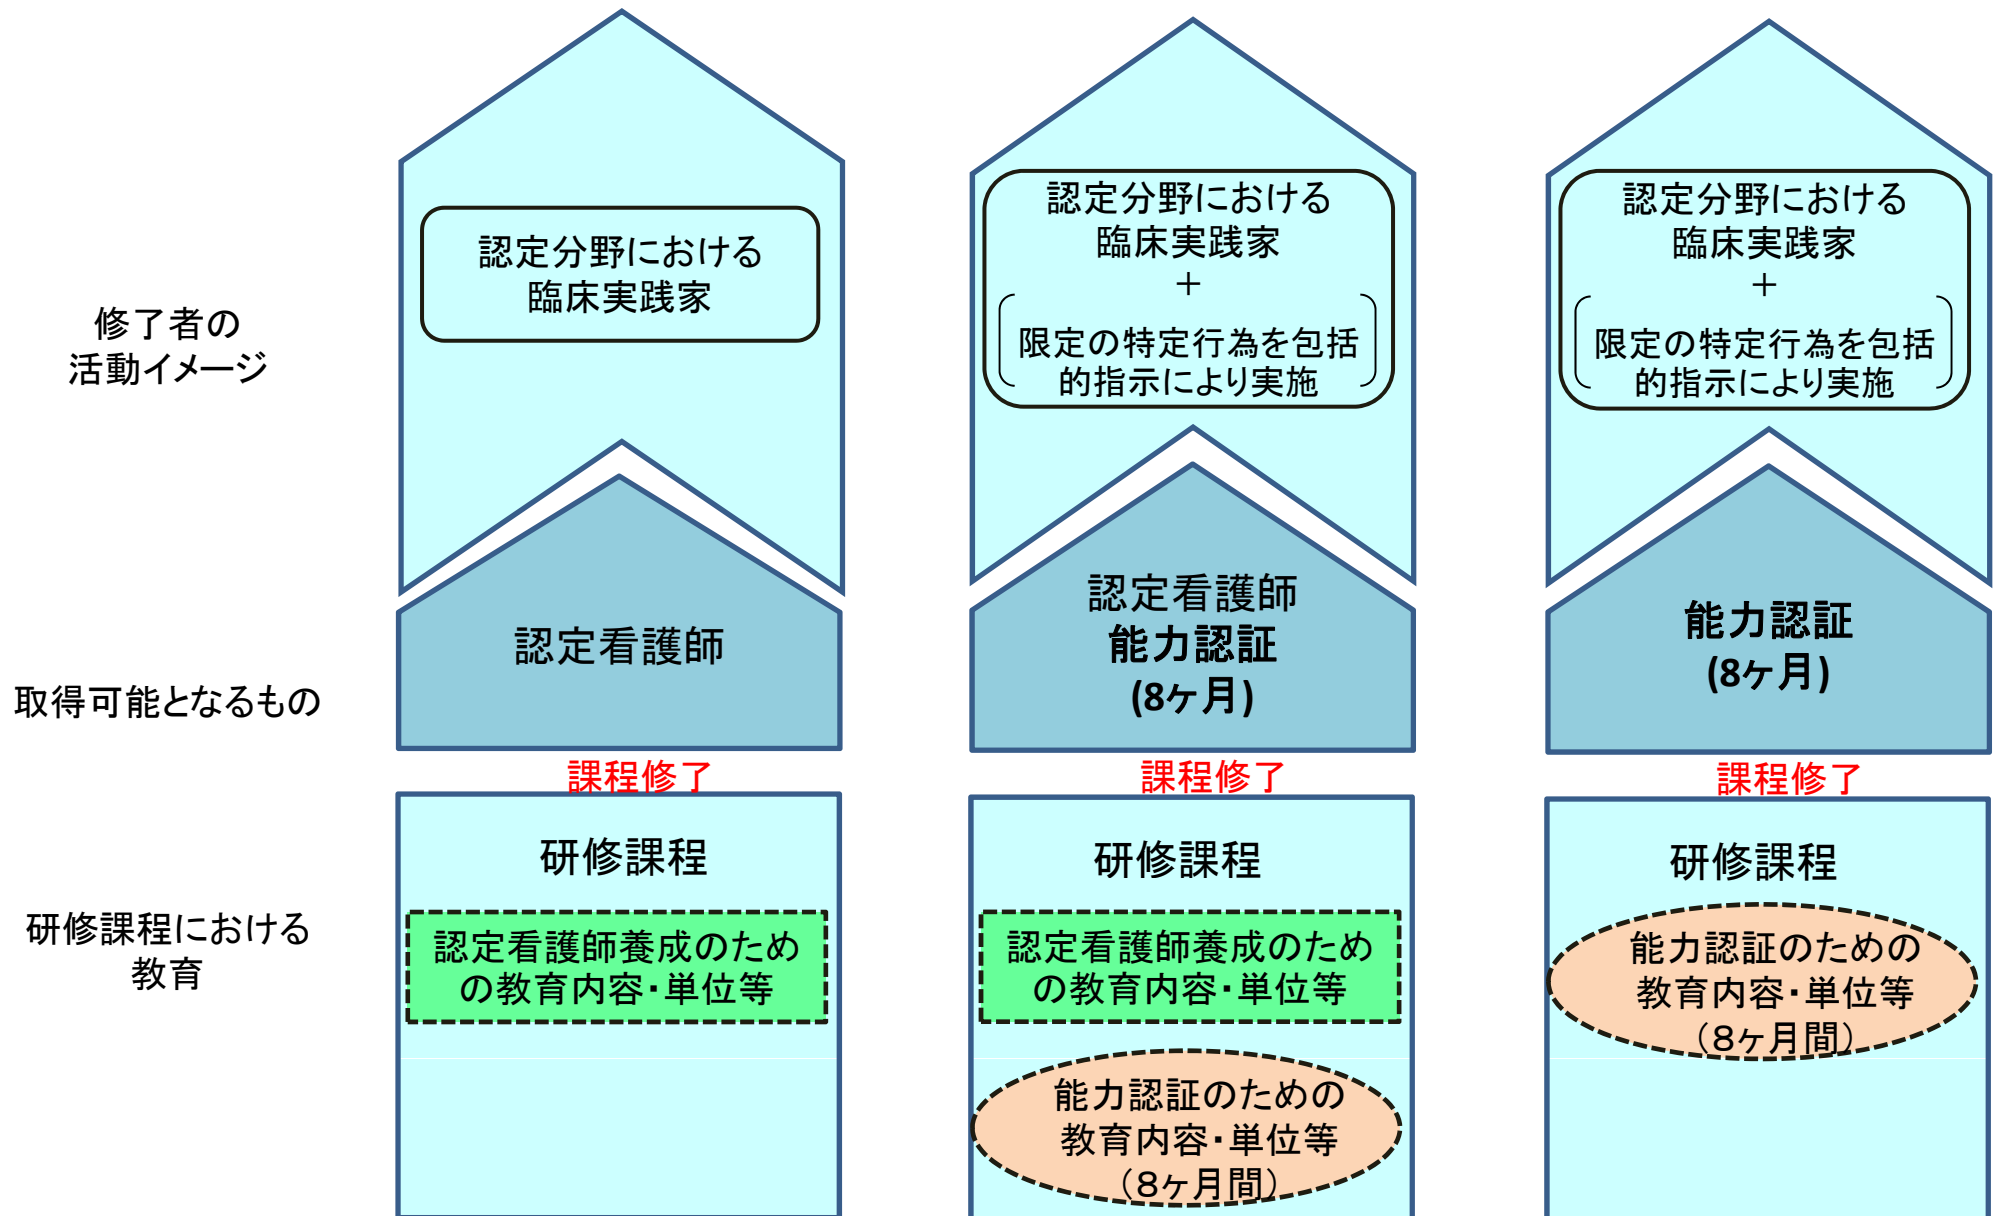 認定分野における
臨床実践家
認定分野における
臨床実践家
+
限定の特定行為を包括
的指示により実施
認定分野における
臨床実践家
+
限定の特定行為を包括
的指示により実施
修了者の
活動イメージ
認定看護師
認定看護師
能力認証
(8ヶ月)
能力認証
(8ヶ月)
取得可能となるもの
課程修了
課程修了
課程修了
研修課程
研修課程
研修課程
研修課程における
教育
認定看護師養成のため
の教育内容・単位等
認定看護師養成のため
の教育内容・単位等
能力認証のための
教育内容・単位等
（８ヶ月間）
能力認証のための
教育内容・単位等
（８ヶ月間）